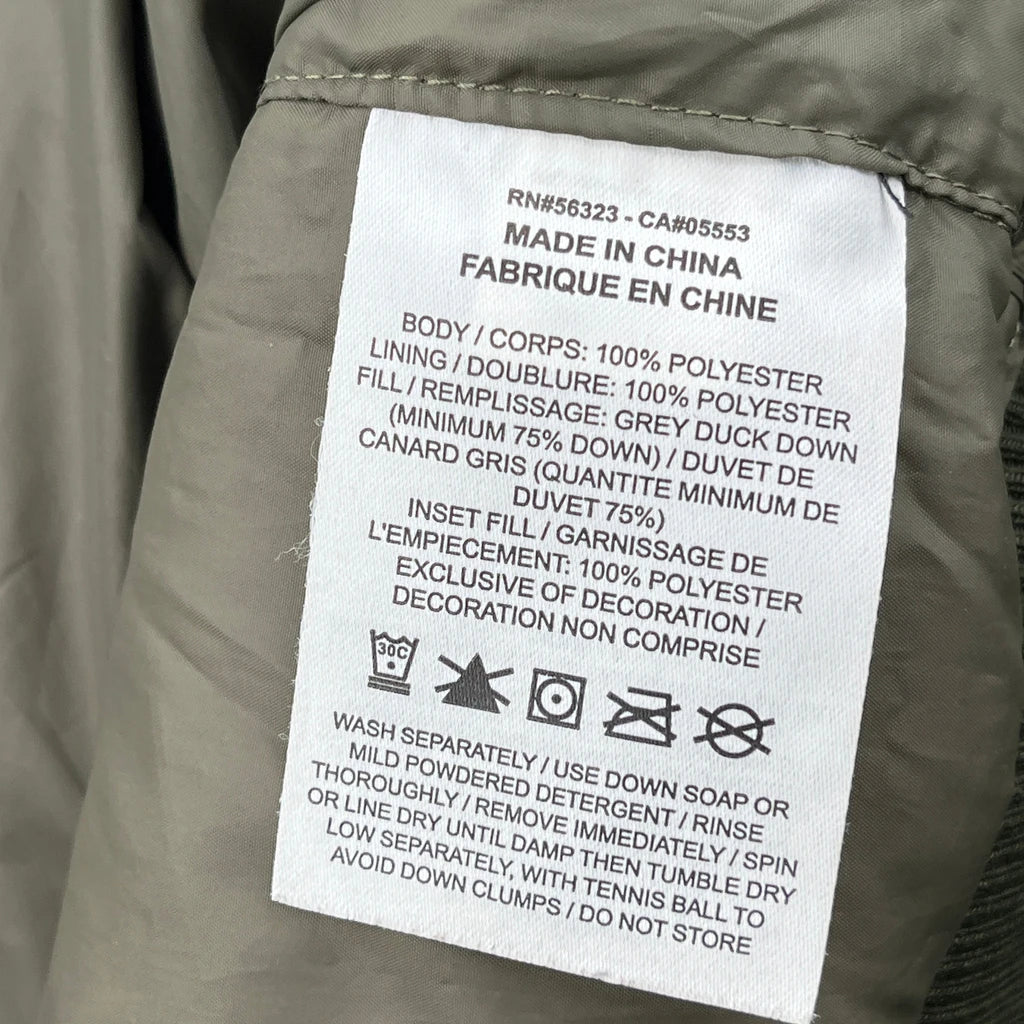 RN#56323 - CA#05553
MADE IN CHINA
FABRIQUE EN CHINE
BODY / CORPS: 100% POLYESTER
LINING / DOUBLURE: 100% POLYESTER
FILL / REMPLISSAGE: GREY DUCK DOWN
(MINIMUM 75% DOWN) / DUVET DE
CANARD GRIS (QUANTITE MINIMUM DE
DUVET 75%)
INSET FILL / GARNISSAGE DE
L'EMPIECEMENT: 100% POLYESTER
EXCLUSIVE OF DECORATION /
DECORATION NON COMPRISE
30C
WASH SEPARATELY / USE DOWN SOAP OR
MILD POWDERED DETERGENT / RINSE
THOROUGHLY / REMOVE IMMEDIATELY / SPIN
OR LINE DRY UNTIL DAMP THEN TUMBLE DRY
LOW SEPARATELY, WITH TENNIS BALL TO
AVOID DOWN CLUMPS / DO NOT STORE